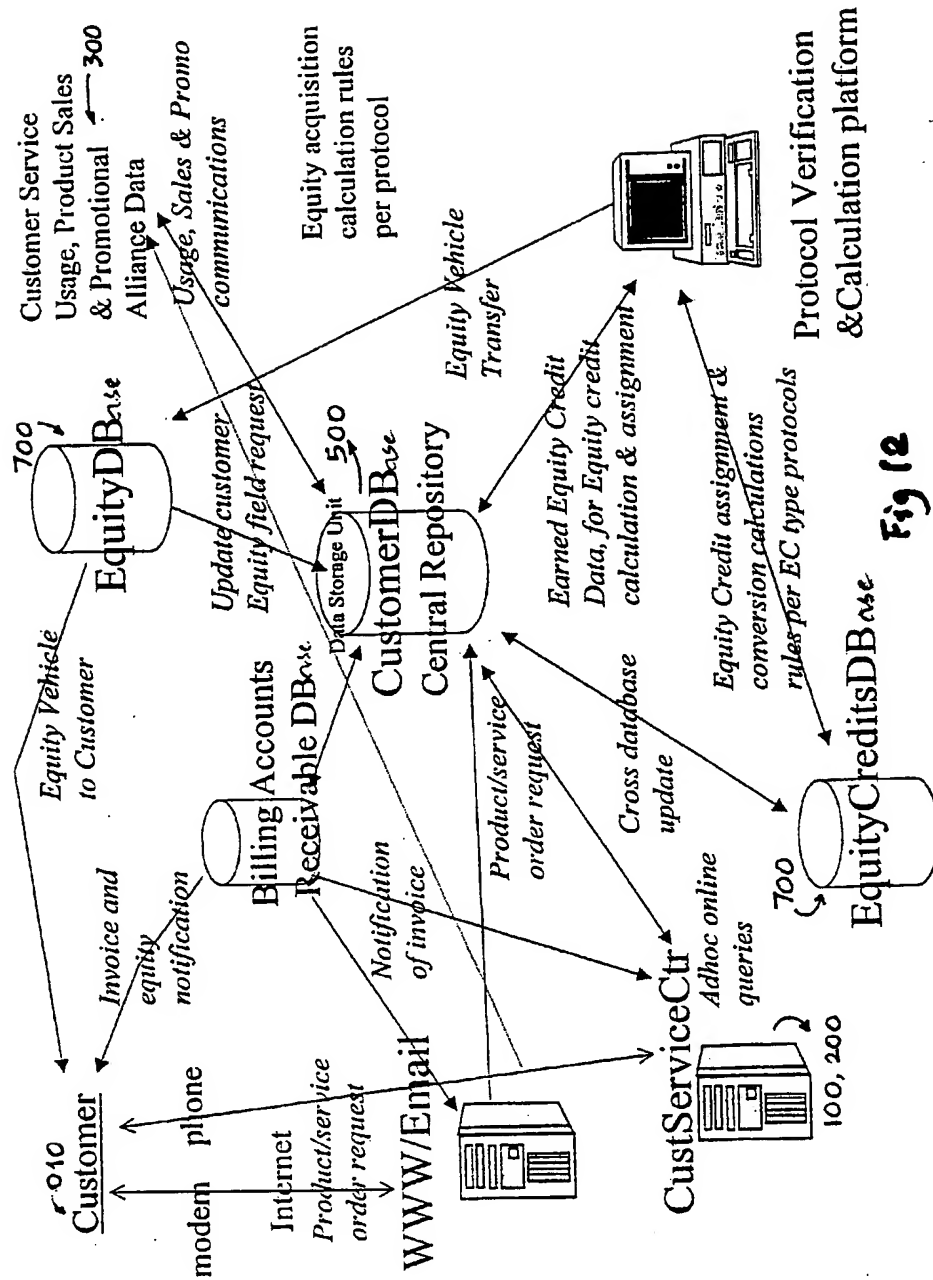 010
Customer
modem phone
Internet
Product/service
order request
WWW/Email
CustServiceCtr
100, 200
Invoice and
equity
notification
Notification
of invoice
Adhoc online
queries
Equity Vehicle
to Customer
Billing Accounts
Receivable DBase
Product/service
order request
Cross database
update
700
EquityCreditsDBase
700
EquityDBase
Update customer
Equity field request
Data Storage Unit
500
CustomerDBase
Central Repository
Earned Equity Credit
Data, for Equity credit
calculation & assignment
Equity Credit assignment &
conversion calculations
rules per EC type protocols
Customer Service
Usage, Product Sales
& Promotional
300
Alliance Data
Usage, Sales & Promo
communications
Equity Vehicle
Transfer
Equity acquisition
calculation rules
per protocol
Protocol Verification
&Calculation platform
Fig 12